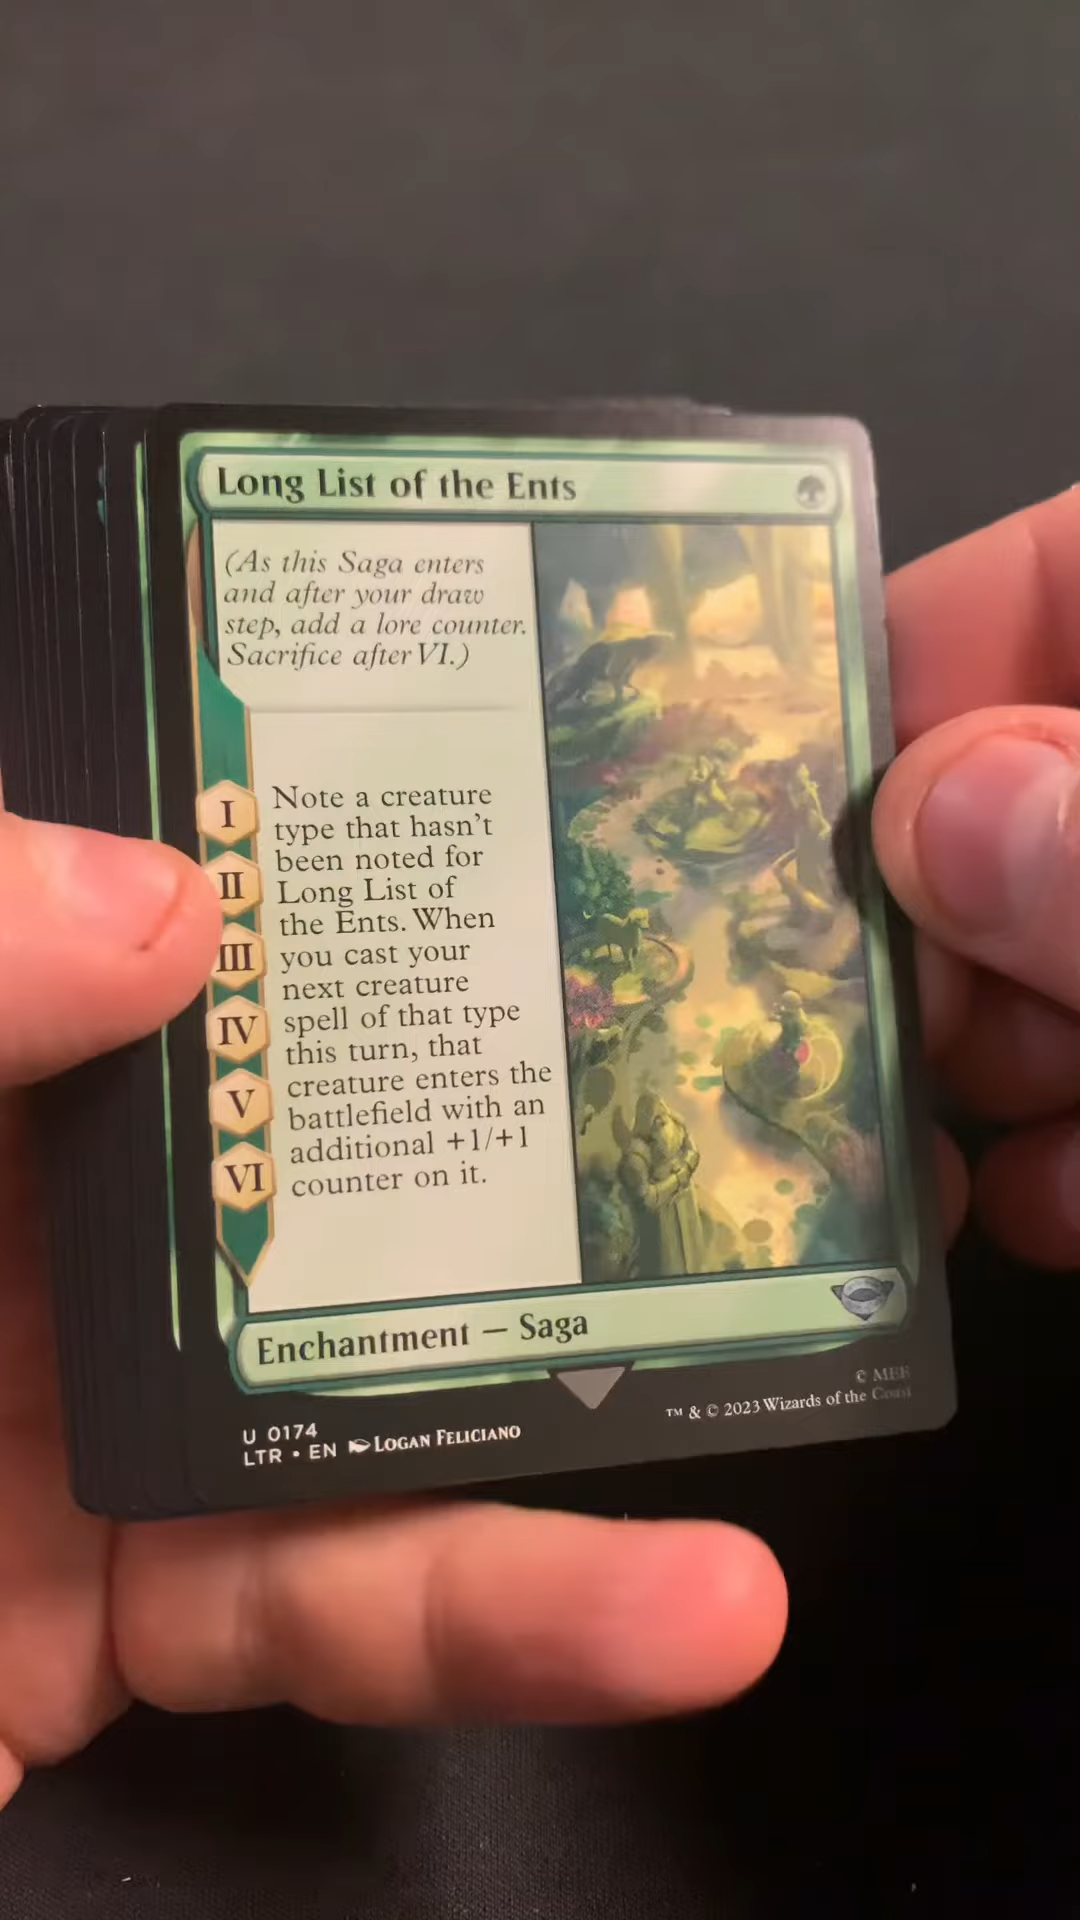 Long List of the Ents
(As this Saga enters
and after your draw
step, add a lore counter.
Sacrifice after VI.)
I
II
III
IV
V
VI
Note a creature
type that hasn't
been noted for
Long List of
the Ents. When
you cast your
next creature
spell of that type
this turn, that
creature enters the
battlefield with an
additional +1/+1
counter on it.
Enchantment — Saga
U 0174
LTR • EN LOGAN FELICIANO
© MEE
™ & © 2023 Wizards of the Coast